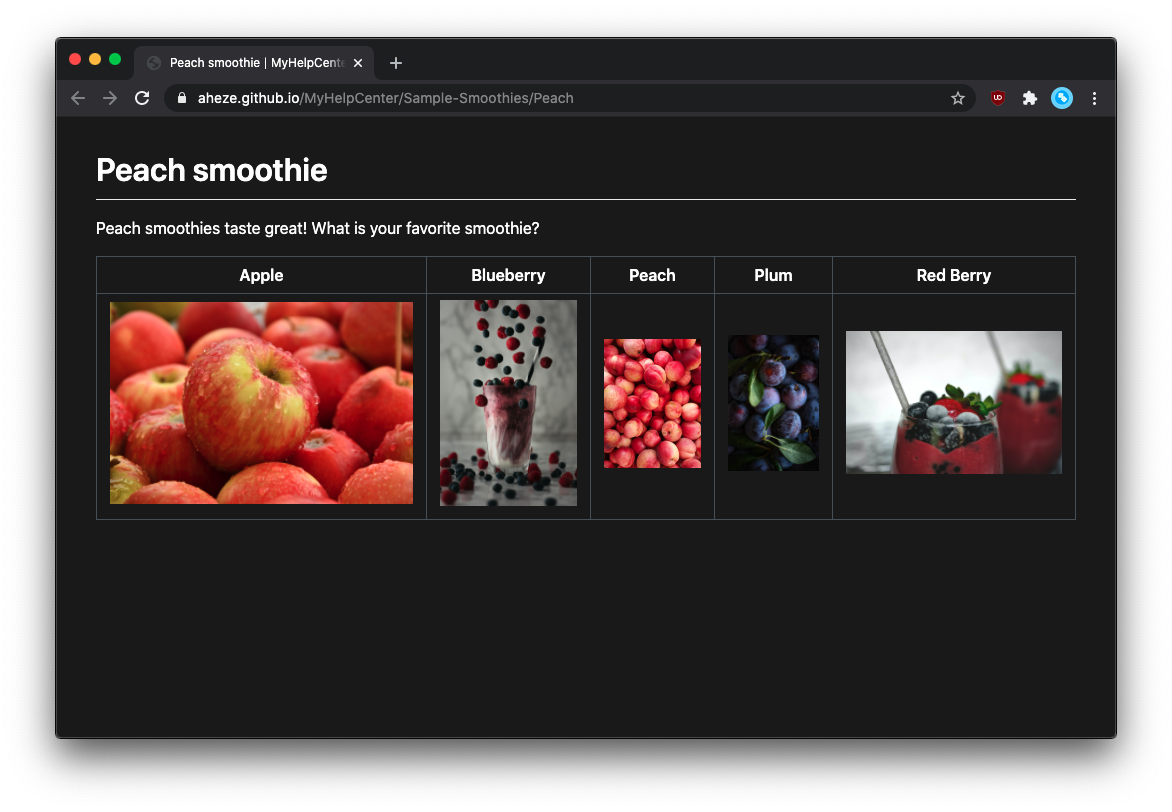 Peach smoothie | MyHelpCente
aheze.github.io/MyHelpCenter/Sample-Smoothies/Peach
Peach smoothie
Peach smoothies taste great! What is your favorite smoothie?
Apple Blueberry Peach Plum Red Berry